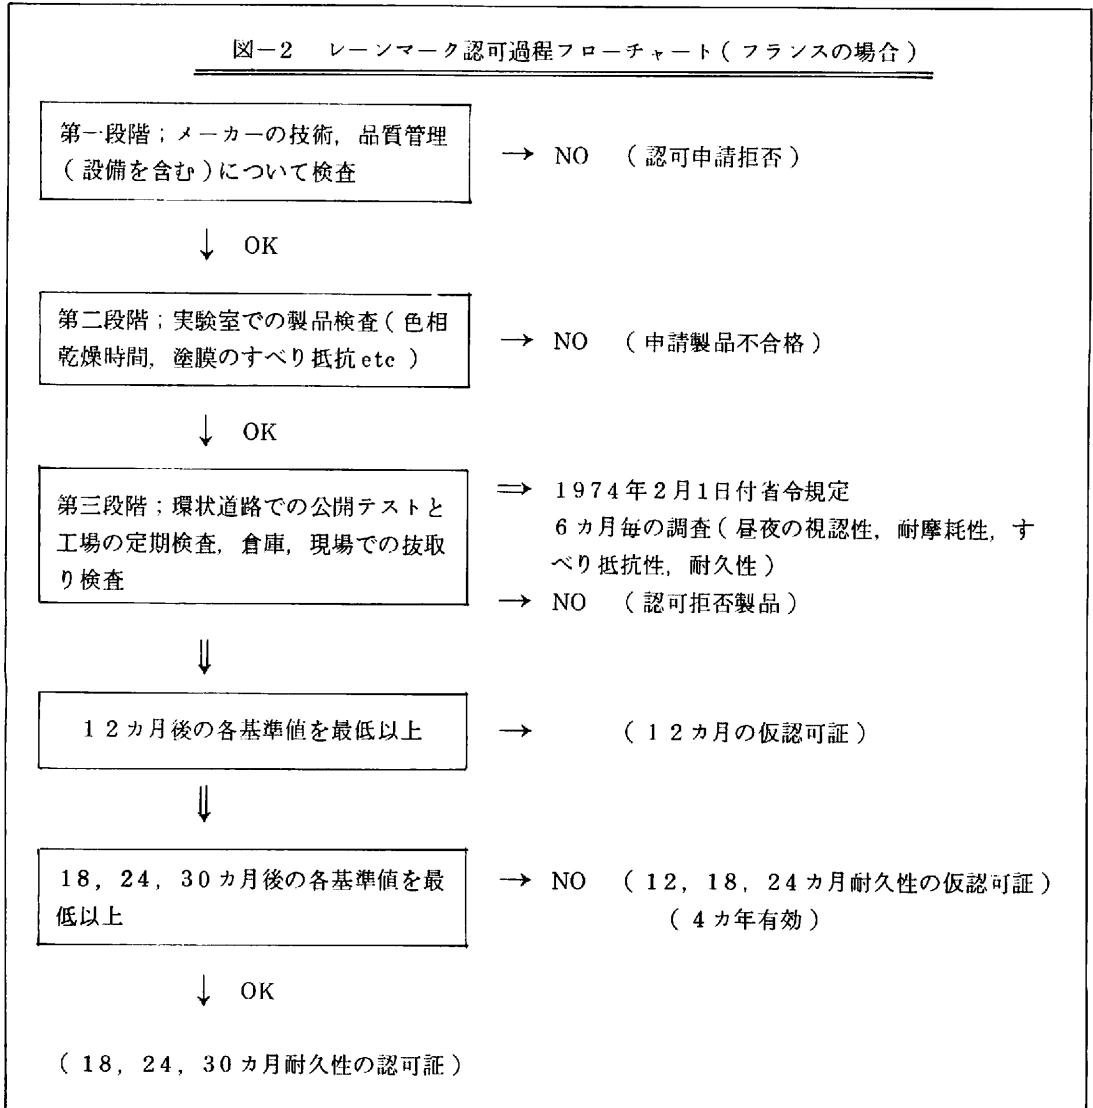 図－2　レーンマーク認可過程フローチャート（フランスの場合）
第一段階；メーカーの技術，品質管理
（設備を含む）について検査
→ NO （認可申請拒否）
↓ OK
第二段階；実験室での製品検査（色相
乾燥時間，塗膜のすべり抵抗etc ）
→ NO （申請製品不合格）
↓ OK
第三段階；環状道路での公開テストと
工場の定期検査，倉庫，現場での抜取
り検査
⇒ 1974年2月1日付省令規定
6カ月毎の調査（昼夜の視認性，耐摩耗性，す
べり抵抗性，耐久性）
→ NO （認可拒否製品）
⇓
12カ月後の各基準値を最低以上
→ （12カ月の仮認可証）
⇓
18，24，30カ月後の各基準値を最
低以上
→ NO （12，18，24カ月耐久性の仮認可証）
（4カ年有効）
↓ OK
（18，24，30カ月耐久性の認可証）